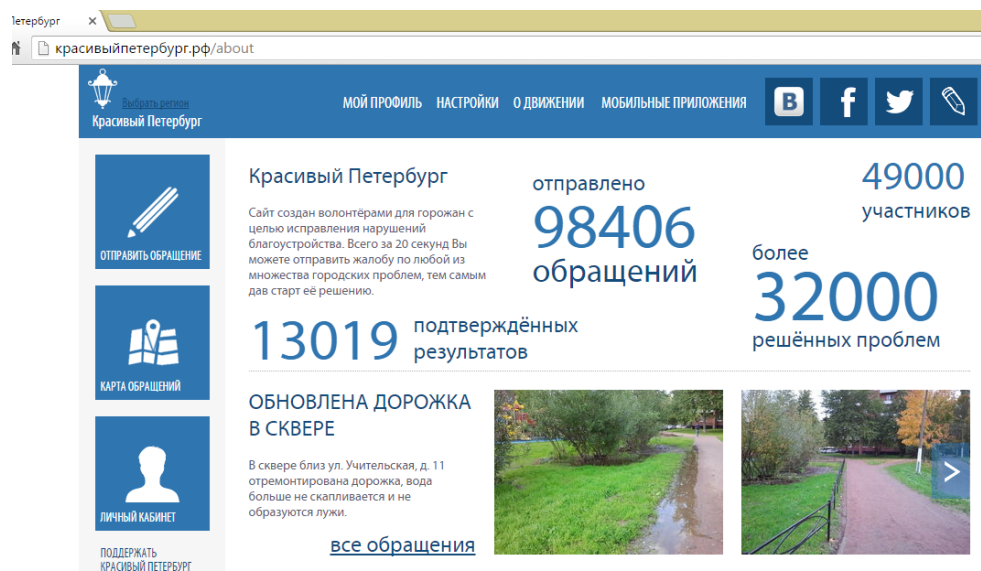 Петербург
красивыйпетербург.рф/about
Выбрать регион
Красивый Петербург
МОЙ ПРОФИЛЬ НАСТРОЙКИ О ДВИЖЕНИИ МОБИЛЬНЫЕ ПРИЛОЖЕНИЯ
B f
ОТПРАВИТЬ ОБРАЩЕНИЕ
КАРТА ОБРАЩЕНИЙ
ЛИЧНЫЙ КАБИНЕТ
ПОДДЕРЖАТЬ
КРАСИВЫЙ ПЕТЕРБУРГ
Красивый Петербург
Сайт создан волонтёрами для горожан с
целью исправления нарушений
благоустройства. Всего за 20 секунд Вы
можете отправить жалобу по любой из
множества городских проблем, тем самым
дав старт её решению.
отправлено
98406
обращений
49000
участников
более
32000
решённых проблем
13019 подтверждённых
результатов
ОБНОВЛЕНА ДОРОЖКА
В СКВЕРЕ
В сквере близ ул. Учительская, д. 11
отремонтирована дорожка, вода
больше не скапливается и не
образуются лужи.
все обращения